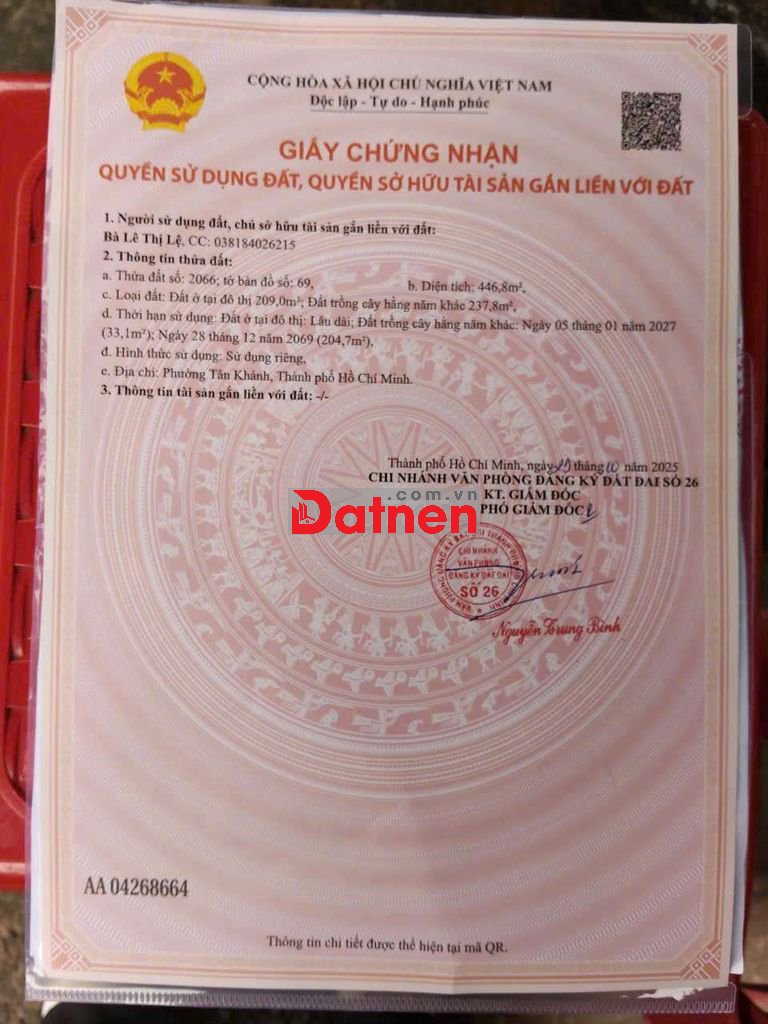 CỘNG HÒA XÃ HỘI CHỦ NGHĨA VIỆT NAM
Độc lập - Tự do - Hạnh phúc
GIẤY CHỨNG NHẬN
QUYỀN SỬ DỤNG ĐẤT, QUYỀN SỞ HỮU TÀI SẢN GẮN LIỀN VỚI ĐẤT
1. Người sử dụng đất, chủ sở hữu tài sản gắn liền với đất:
Bà Lê Thị Lệ, CC: 038184026215
2. Thông tin thửa đất:
a. Thửa đất số: 2066; tờ bản đồ số: 69, b. Diện tích: 446,8m²,
c. Loại đất: Đất ở tại đô thị 209,0m²; Đất trồng cây hằng năm khác 237,8m²,
d. Thời hạn sử dụng: Đất ở tại đô thị: Lâu dài; Đất trồng cây hằng năm khác: Ngày 05 tháng 01 năm 2027
(33,1m²); Ngày 28 tháng 12 năm 2069 (204,7m²),
đ. Hình thức sử dụng: Sử dụng riêng,
e. Địa chỉ: Phường Tân Khánh, Thành phố Hồ Chí Minh.
3. Thông tin tài sản gắn liền với đất: -/-
Thành phố Hồ Chí Minh, ngày tháng 10 năm 2025
CHI NHÁNH VĂN PHÒNG ĐĂNG KÝ ĐẤT ĐAI SỐ 26
KT. GIÁM ĐỐC
PHÓ GIÁM ĐỐC
.com.vn
Datnen
CHI NHÁNH
VĂN PHÒNG
ĐĂNG KÝ ĐẤT ĐAI
SỐ 26
Nguyễn Trung Bình
AA 04268664
Thông tin chi tiết được thể hiện tại mã QR.